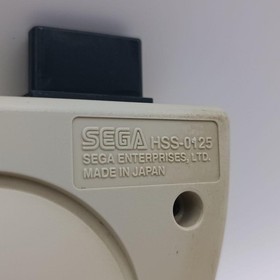 SEGA HSS-0125
SEGA ENTERPRISES, LTD.
MADE IN JAPAN